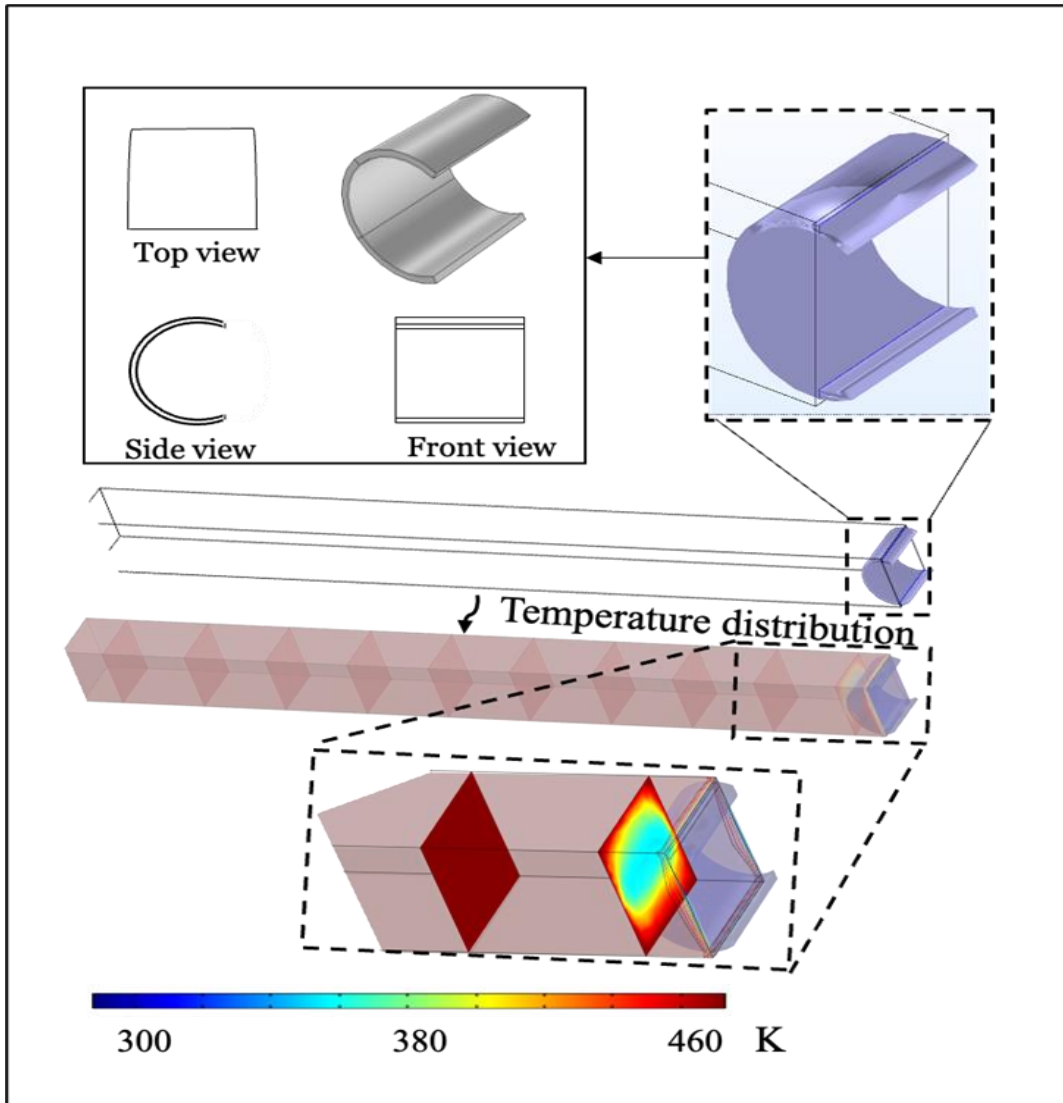 Top view
Side view
Front view
Temperature distribution
300
380
460
K